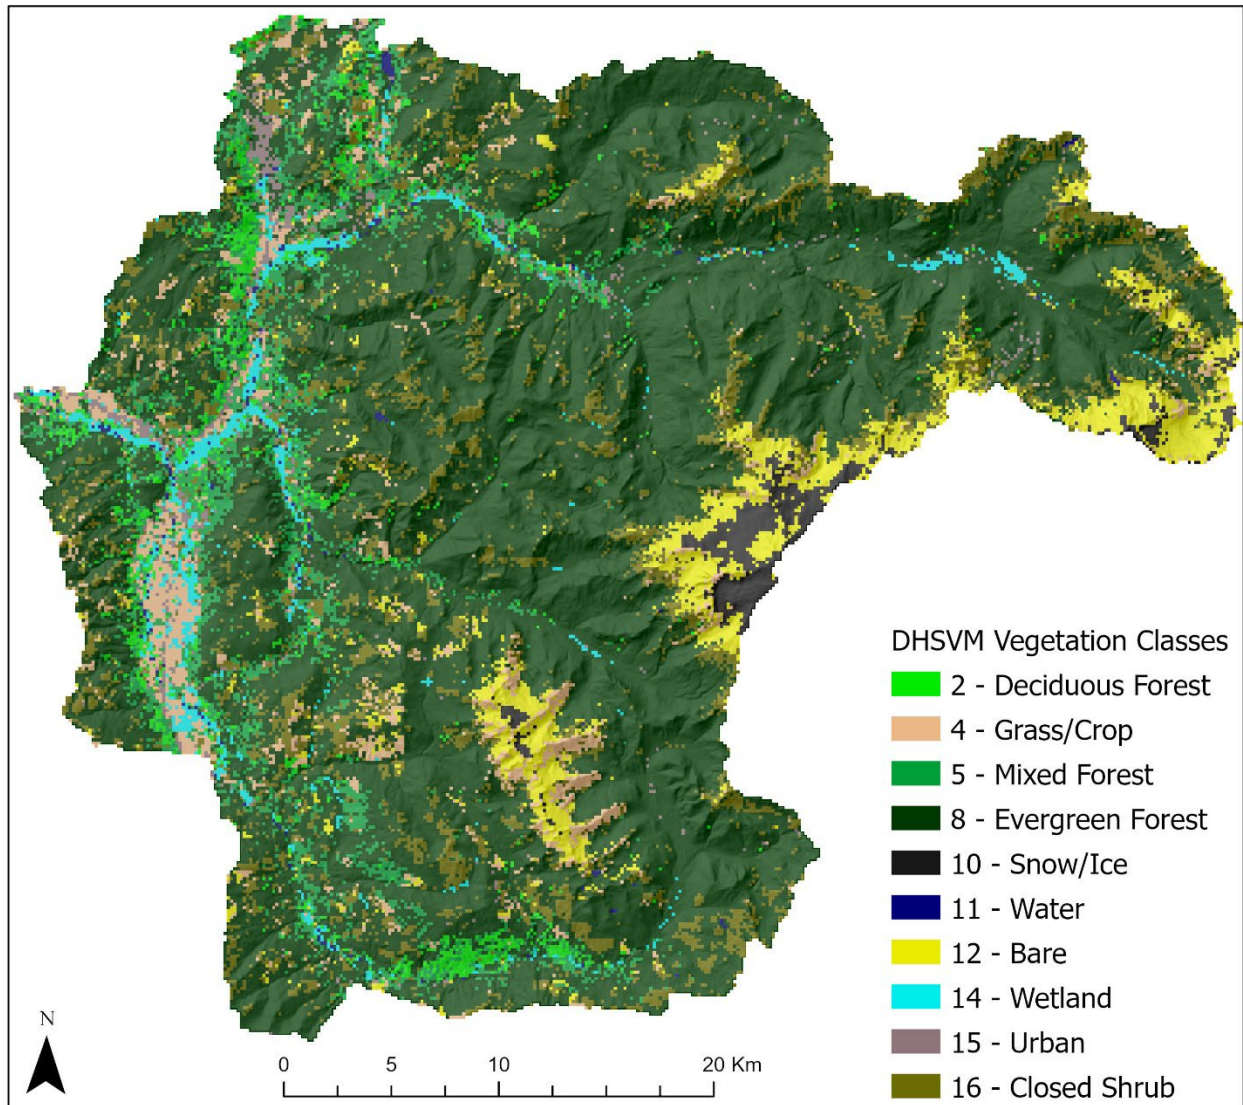 DHSVM Vegetation Classes
2 - Deciduous Forest
4 - Grass/Crop
5 - Mixed Forest
8 - Evergreen Forest
10 - Snow/Ice
11 - Water
12 - Bare
14 - Wetland
15 - Urban
16 - Closed Shrub
N
0 5 10 20 Km